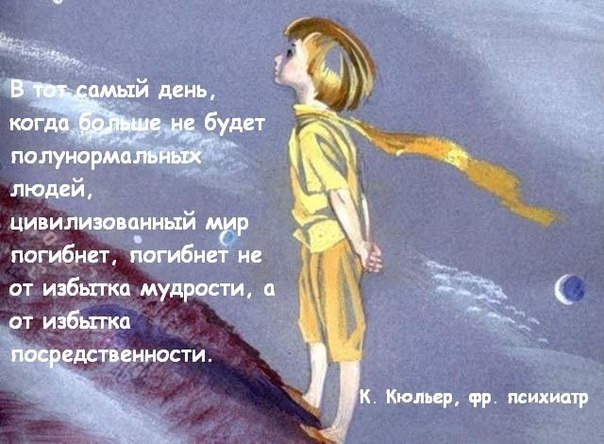 В тот самый день,
когда больше не будет
полунормальных
людей,
цивилизованный мир
погибнет, погибнет не
от избытка мудрости, а
от избытка
посредственности.
К. Кюльер, фр. психиатр